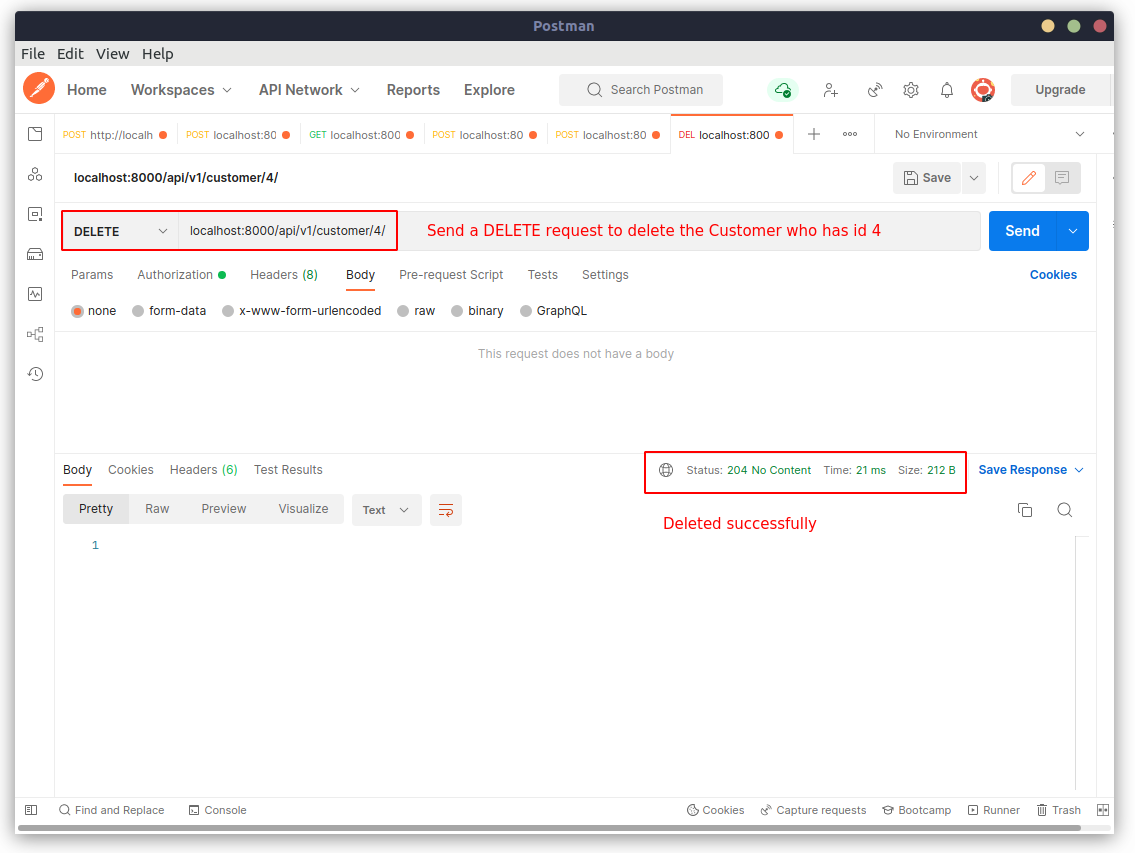 Postman
File Edit View Help
Home Workspaces API Network Reports Explore Search Postman Upgrade
POST http://localh POST localhost:80 GET localhost:800 POST localhost:80 POST localhost:80 DEL localhost:800 No Environment
localhost:8000/api/v1/customer/4/ Save
DELETE localhost:8000/api/v1/customer/4/ Send a DELETE request to delete the Customer who has id 4 Send
Params Authorization Headers (8) Body Pre-request Script Tests Settings Cookies
none form-data x-www-form-urlencoded raw binary GraphQL
This request does not have a body
Body Cookies Headers (6) Test Results Status: 204 No Content Time: 21 ms Size: 212 B Save Response
Pretty Raw Preview Visualize Text
Deleted successfully
1
Find and Replace Console Cookies Capture requests Bootcamp Runner Trash